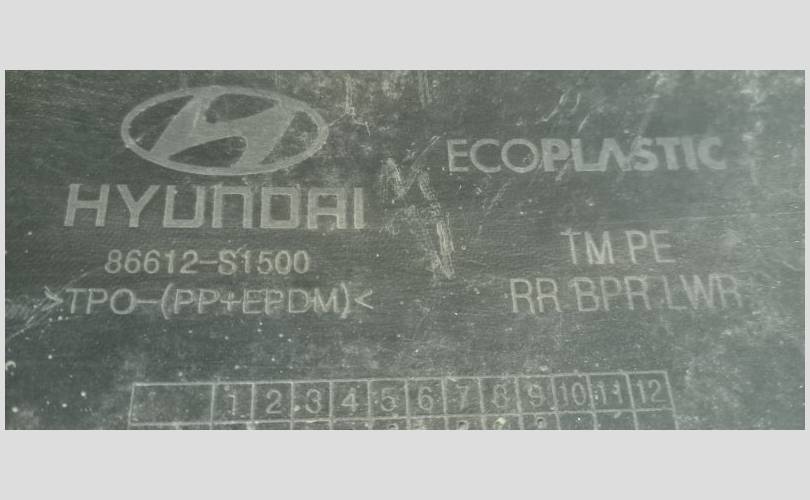 HYUNDAI
86612-S1500
>TPO-(PP+EPDM)<
ECOPLASTIC
TM PE
RR BPR LWR
1 2 3 4 5 6 7 8 9 10 11 12